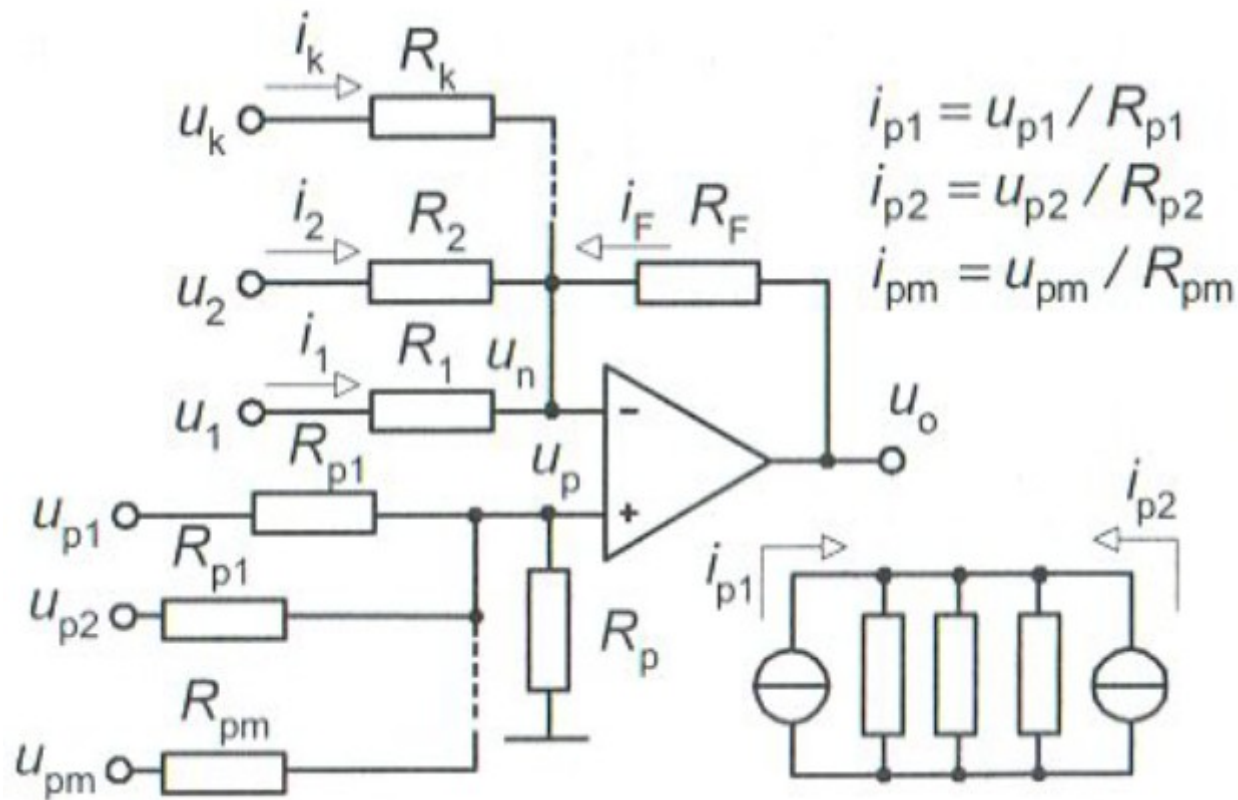 i_k
R_k
u_k
i_p1 = u_p1 / R_p1
i_2
R_2
i_F
R_F
i_p2 = u_p2 / R_p2
u_2
i_pm = u_pm / R_pm
i_1
R_1
u_n
u_1
-
u_o
R_p1
u_p
u_p1
+
i_p2
R_p1
i_p1
u_p2
R_p
R_pm
u_pm